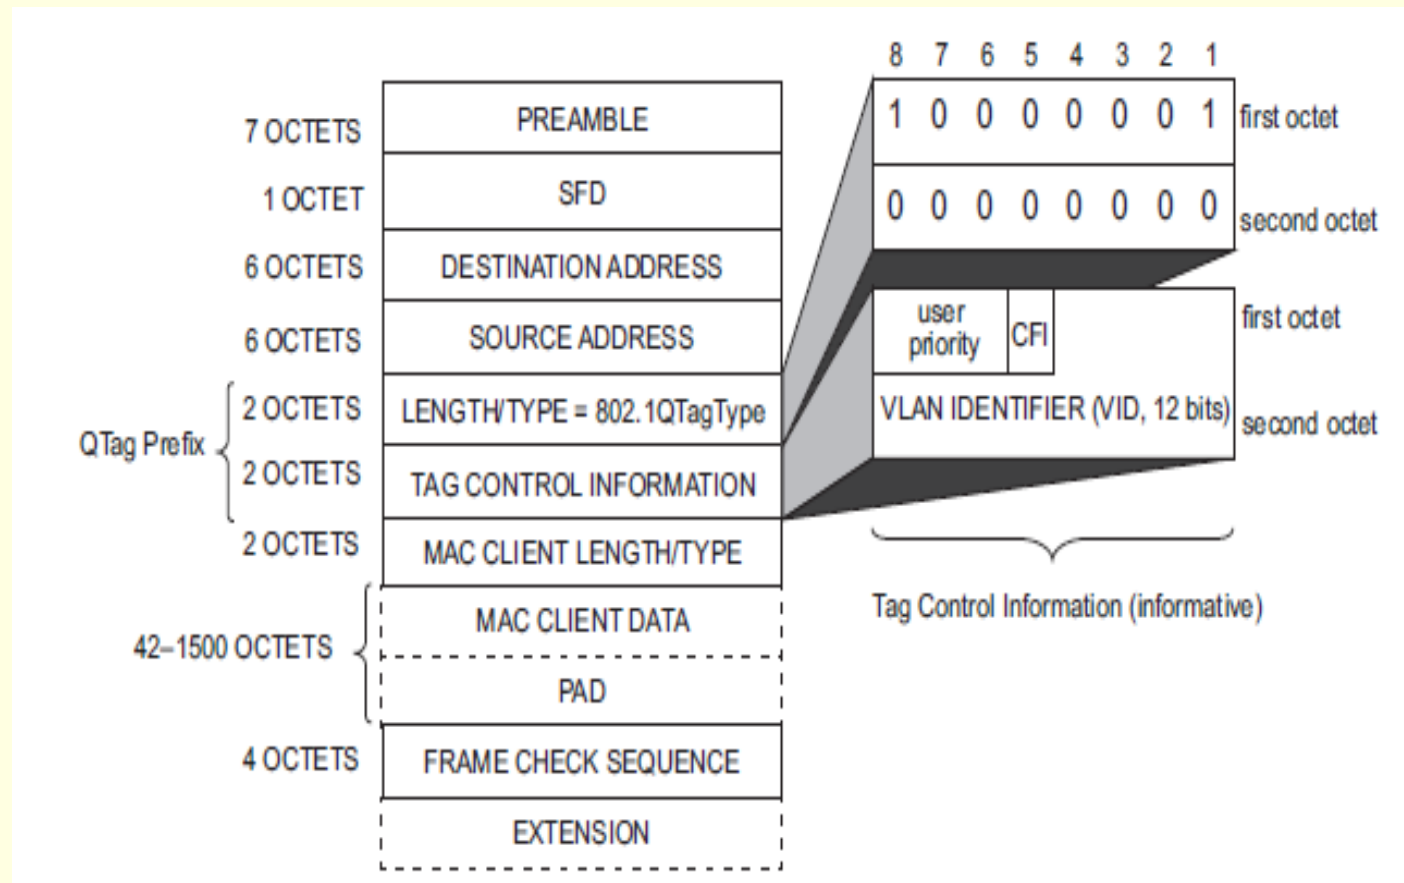 7 OCTETS
PREAMBLE
1 OCTET
SFD
6 OCTETS
DESTINATION ADDRESS
6 OCTETS
SOURCE ADDRESS
QTag Prefix
2 OCTETS
LENGTH/TYPE = 802.1QTagType
2 OCTETS
TAG CONTROL INFORMATION
2 OCTETS
MAC CLIENT LENGTH/TYPE
42–1500 OCTETS
MAC CLIENT DATA
PAD
4 OCTETS
FRAME CHECK SEQUENCE
EXTENSION
8 7 6 5 4 3 2 1
1 0 0 0 0 0 0 1 first octet
0 0 0 0 0 0 0 0 second octet
user
priority
CFI
first octet
VLAN IDENTIFIER (VID, 12 bits)
second octet
Tag Control Information (informative)